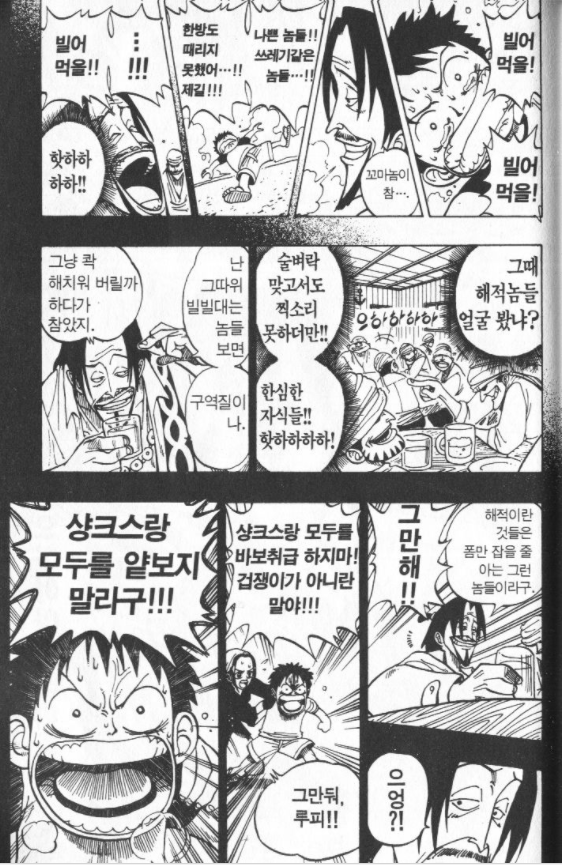 빌어
먹을!
빌어
먹을!
꼬마놈이
참…
나쁜 놈들!!
쓰레기같은
놈들…!!
한방도
때리지
못했어…!!
제길!!!
…
!!!
빌어
먹을!!
핫하하
하하!!
그때
해적놈들
얼굴 봤냐?
으하하하하
술벼락
맞고서도
찍소리
못하더만!!
한심한
자식들!!
핫하하하하!
난
그따위
빌빌대는
놈들
보면
구역질이
나.
그냥 콱
해치워 버릴까
하다가
참았지.
해적이란
것들은
폼만 잡을 줄
아는 그런
놈들이라구.
그만해!!
으엉?!
샹크스랑 모두를
바보취급 하지마!
겁쟁이가 아니란
말야!!!
그만둬,
루피!!
샹크스랑
모두를 얕보지
말라구!!!